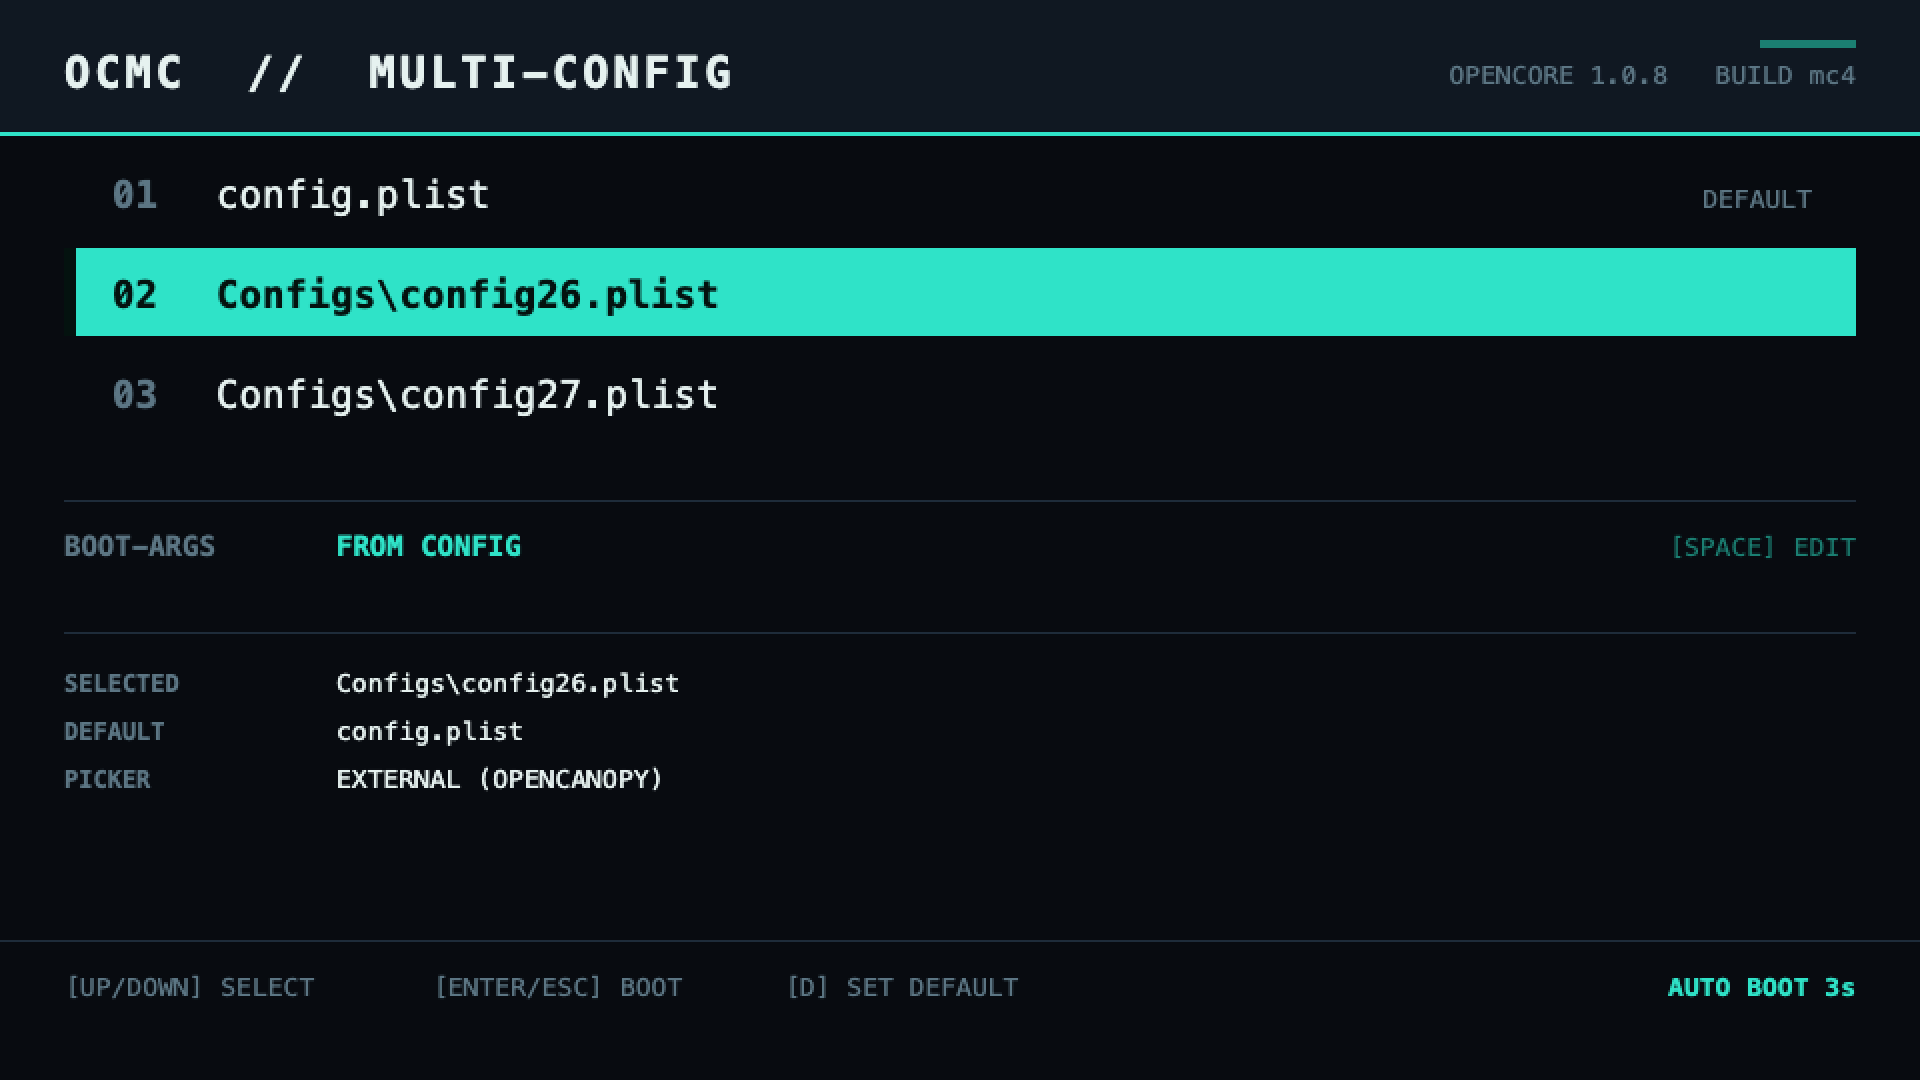 OCMC // MULTI-CONFIG
OPENCORE 1.0.8 BUILD mc4
01 config.plist DEFAULT
02 Configs\config26.plist
03 Configs\config27.plist
BOOT-ARGS FROM CONFIG [SPACE] EDIT
SELECTED Configs\config26.plist
DEFAULT config.plist
PICKER EXTERNAL (OPENCANOPY)
[UP/DOWN] SELECT [ENTER/ESC] BOOT [D] SET DEFAULT AUTO BOOT 3s